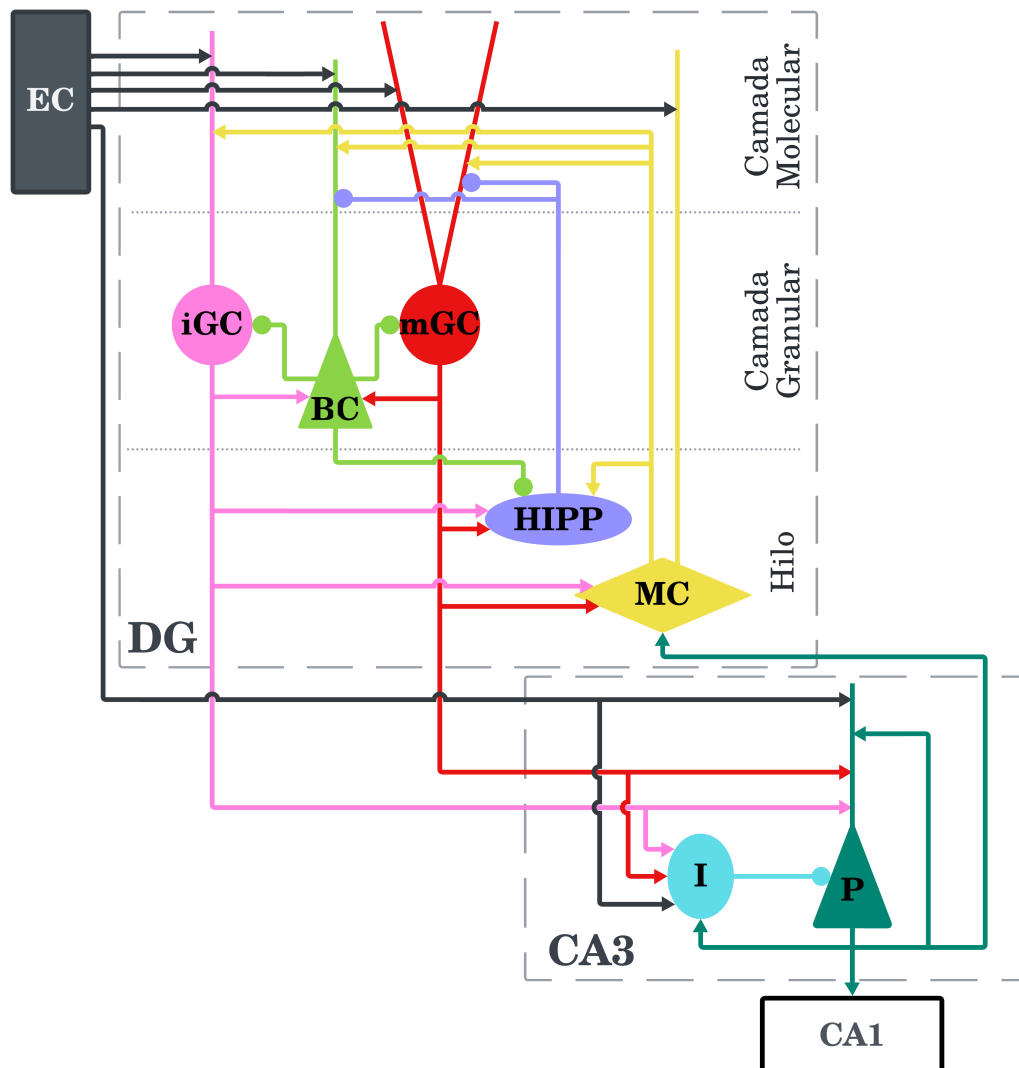 EC
Camada
Molecular
iGC
mGC
BC
Camada
Granular
HIPP
MC
Hilo
DG
I
P
CA3
CA1